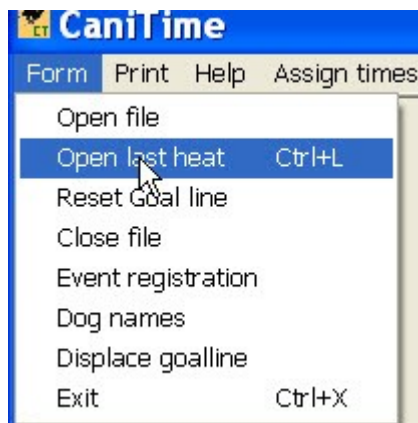 CT CaniTime
Form Print Help Assign times
Open file
Open last heat Ctrl+L
Reset Goal line
Close file
Event registration
Dog names
Displace goalline
Exit Ctrl+X